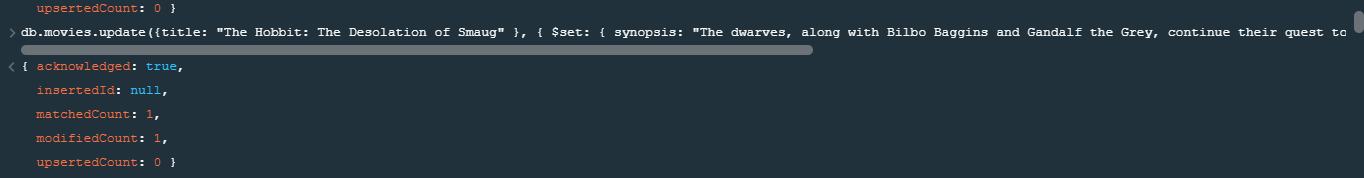 upsertedCount: 0 }
> db.movies.update({title: "The Hobbit: The Desolation of Smaug" }, { $set: { synopsis: "The dwarves, along with Bilbo Baggins and Gandalf the Grey, continue their quest to
< { acknowledged: true,
insertedId: null,
matchedCount: 1,
modifiedCount: 1,
upsertedCount: 0 }